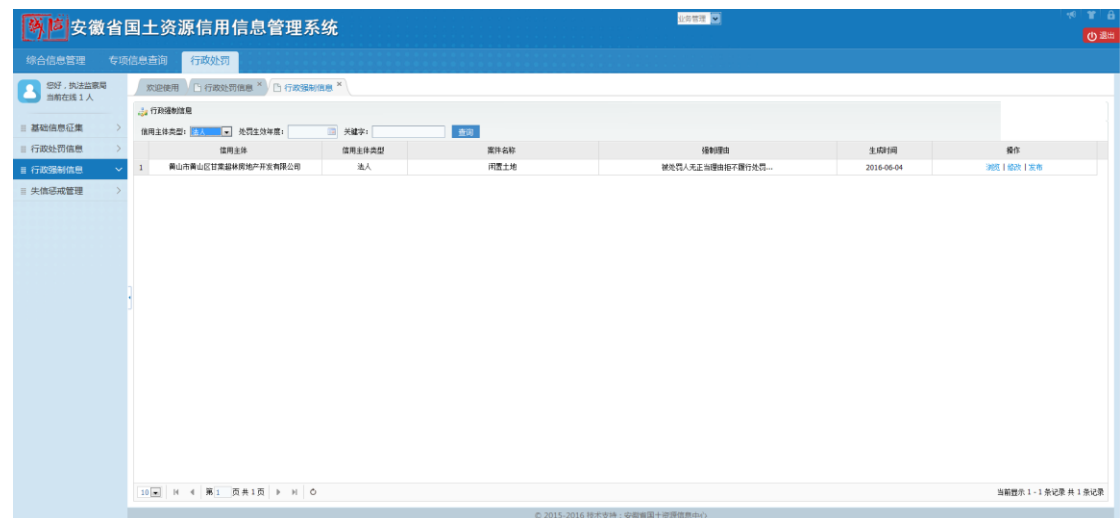 安徽省国土资源信用信息管理系统
业务管理
退出
综合信息管理 专项信息查询 行政处罚
您好，执法监察局
当前在线 1 人
欢迎使用 行政处罚信息 × 行政强制信息 ×
基础信息征集
行政处罚信息
行政强制信息
失信惩戒管理
行政强制信息
信用主体类型: 法人 处罚生效年度: 关键字: 查询
信用主体 信用主体类型 案件名称 强制理由 生成时间 操作
1 黄山市黄山区甘棠韶林房地产开发有限公司 法人 闲置土地 被处罚人无正当理由拒不履行处罚... 2016-06-04 浏览 | 修改 | 发布
10 第 1 页 共 1 页 当前显示 1 - 1 条记录 共 1 条记录
© 2015-2016 技术支持：安徽省国土资源信息中心